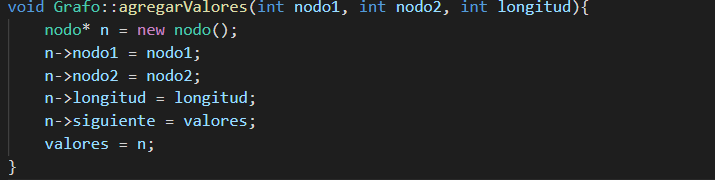 void Grafo::agregarValores(int nodo1, int nodo2, int longitud){
    nodo* n = new nodo();
    n->nodo1 = nodo1;
    n->nodo2 = nodo2;
    n->longitud = longitud;
    n->siguiente = valores;
    valores = n;
}